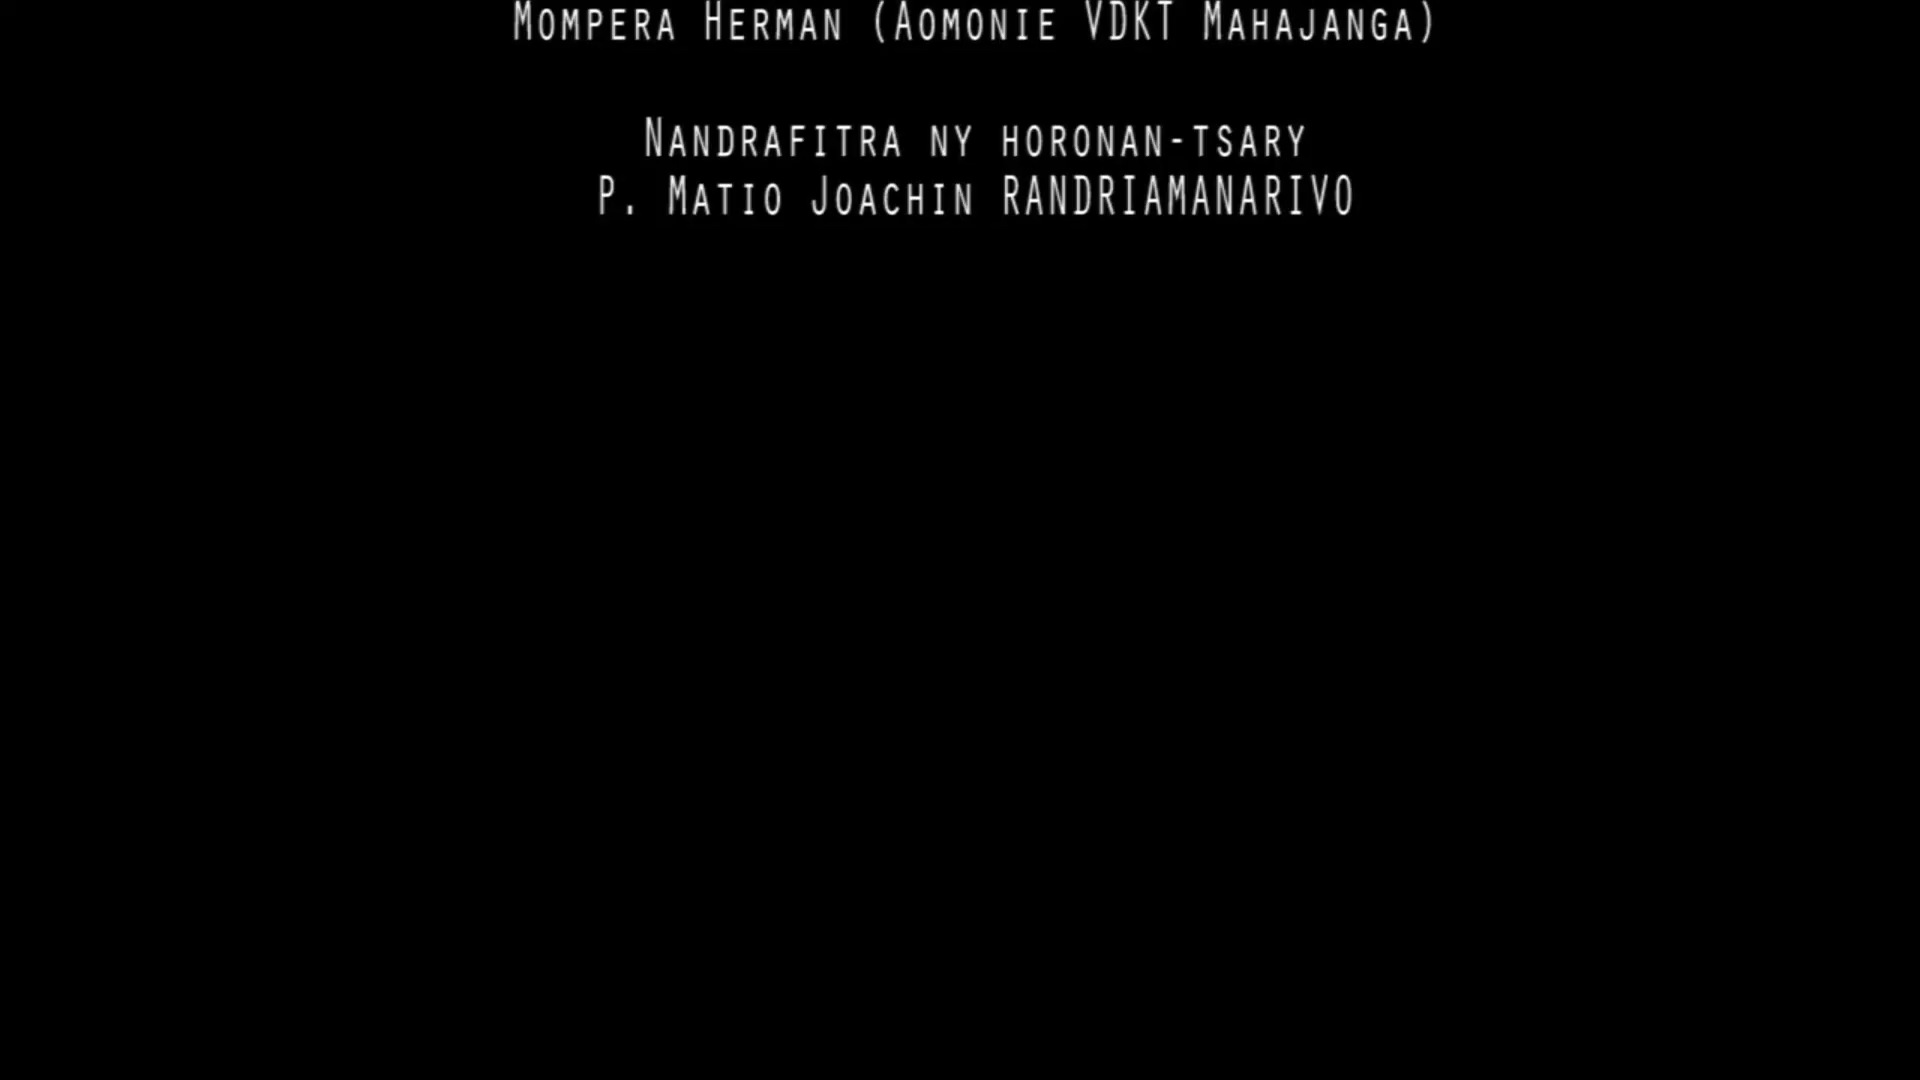 Mompera Herman (Aomonie VDKT Mahajanga)
Nandrafitra ny horonan-tsary
P. Matio Joachin RANDRIAMANARIVO